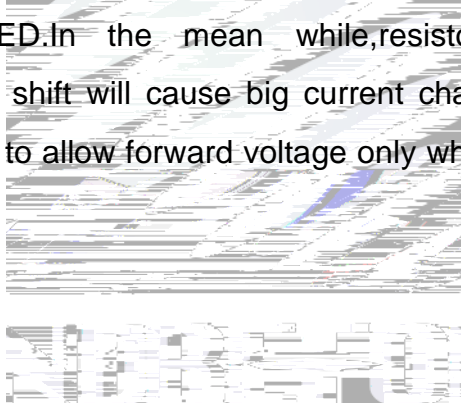 ED.In the mean while,resisto
shift will cause big current cha
to allow forward voltage only wh